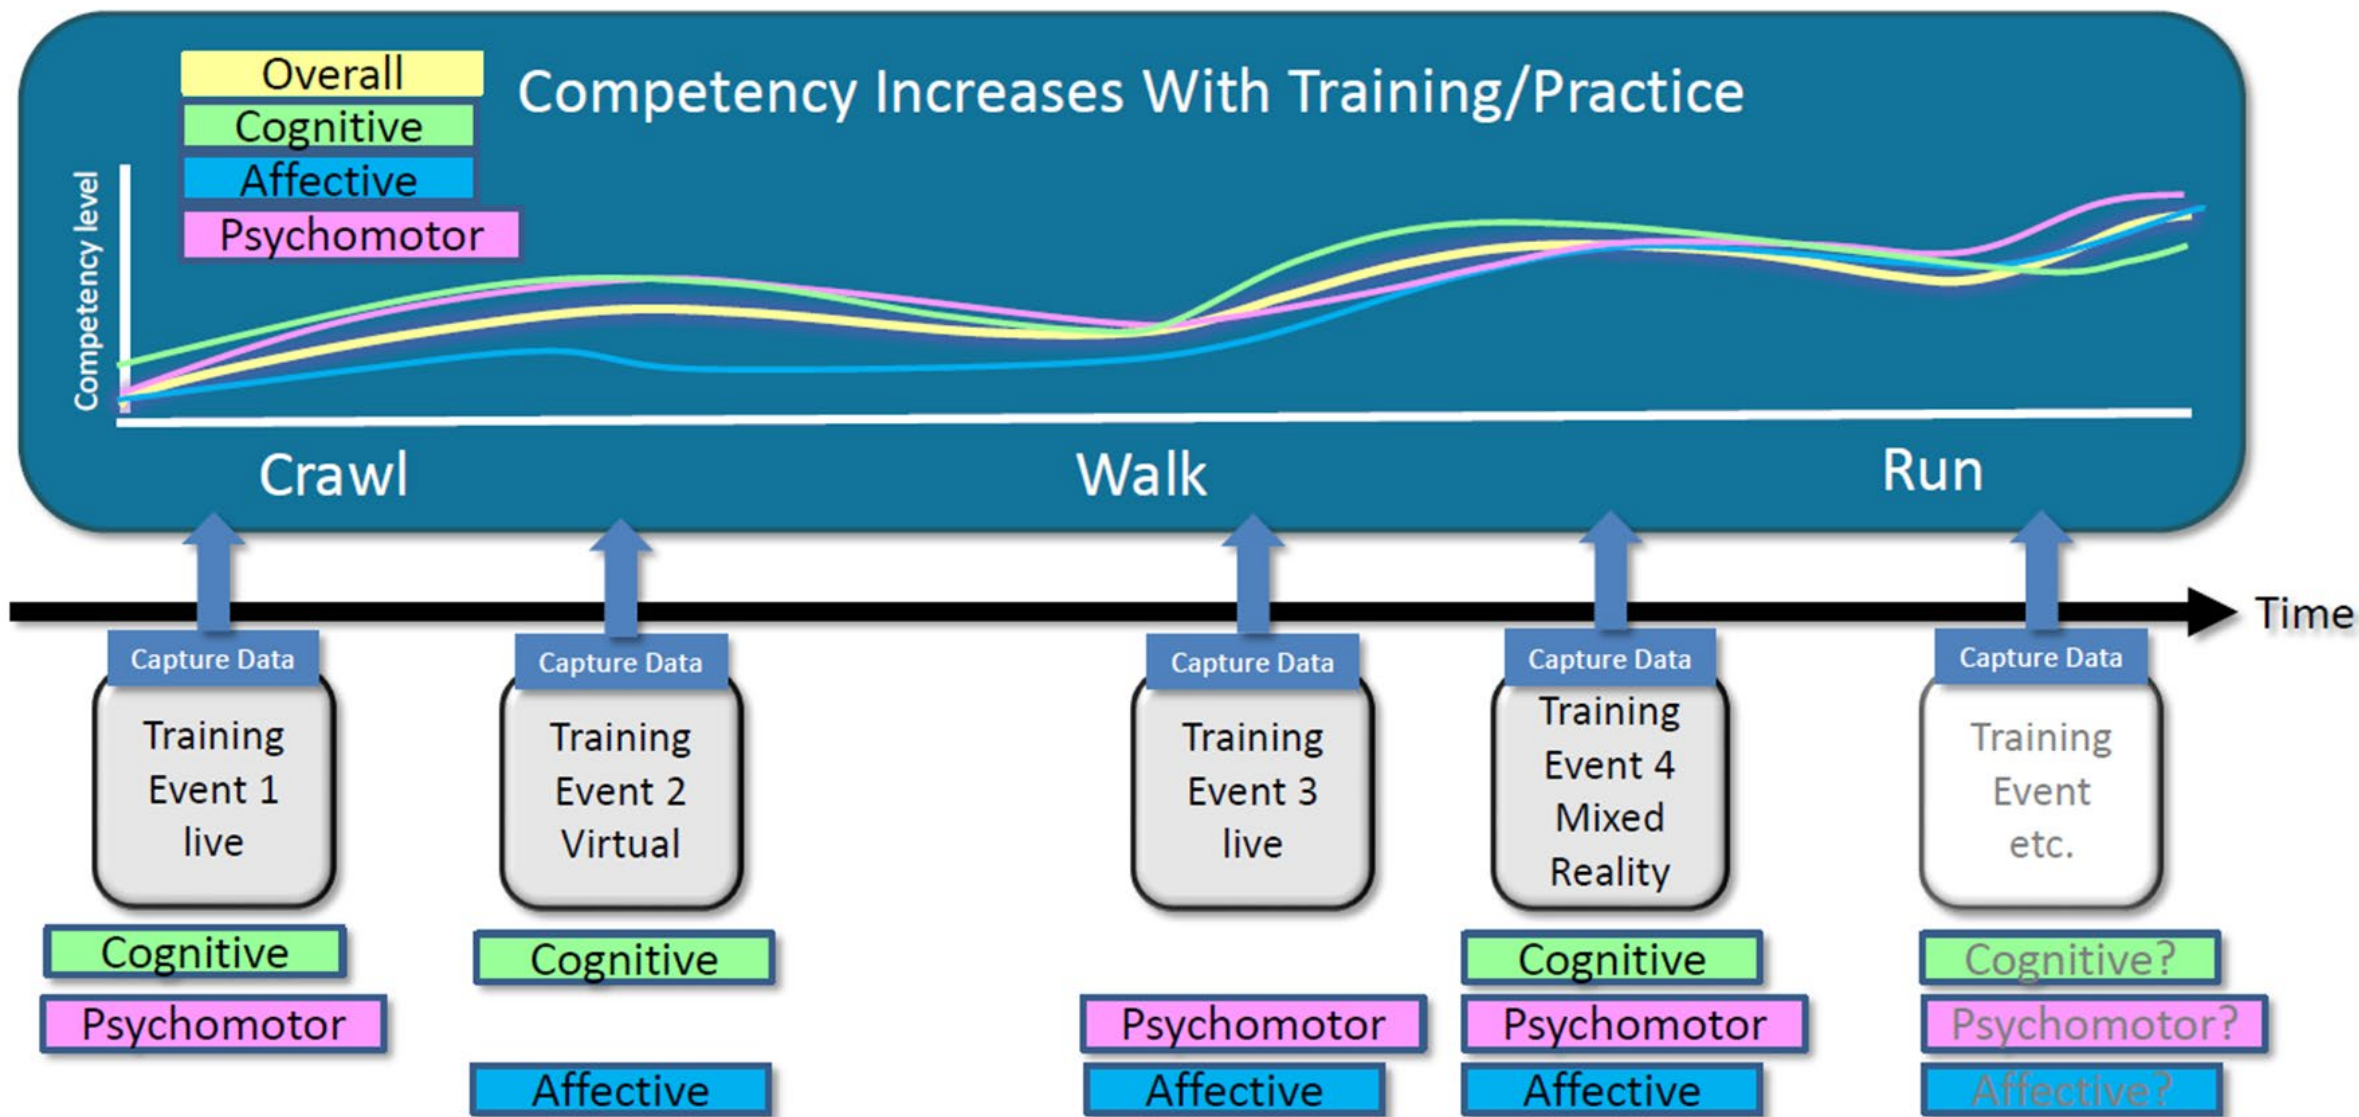 Overall
Cognitive
Affective
Psychomotor
Competency Increases With Training/Practice
Competency level
Crawl
Walk
Run
Time
Capture Data
Training
Event 1
live
Cognitive
Psychomotor
Capture Data
Training
Event 2
Virtual
Cognitive
Affective
Capture Data
Training
Event 3
live
Psychomotor
Affective
Capture Data
Training
Event 4
Mixed
Reality
Cognitive
Psychomotor
Affective
Capture Data
Training
Event
etc.
Cognitive?
Psychomotor?
Affective?